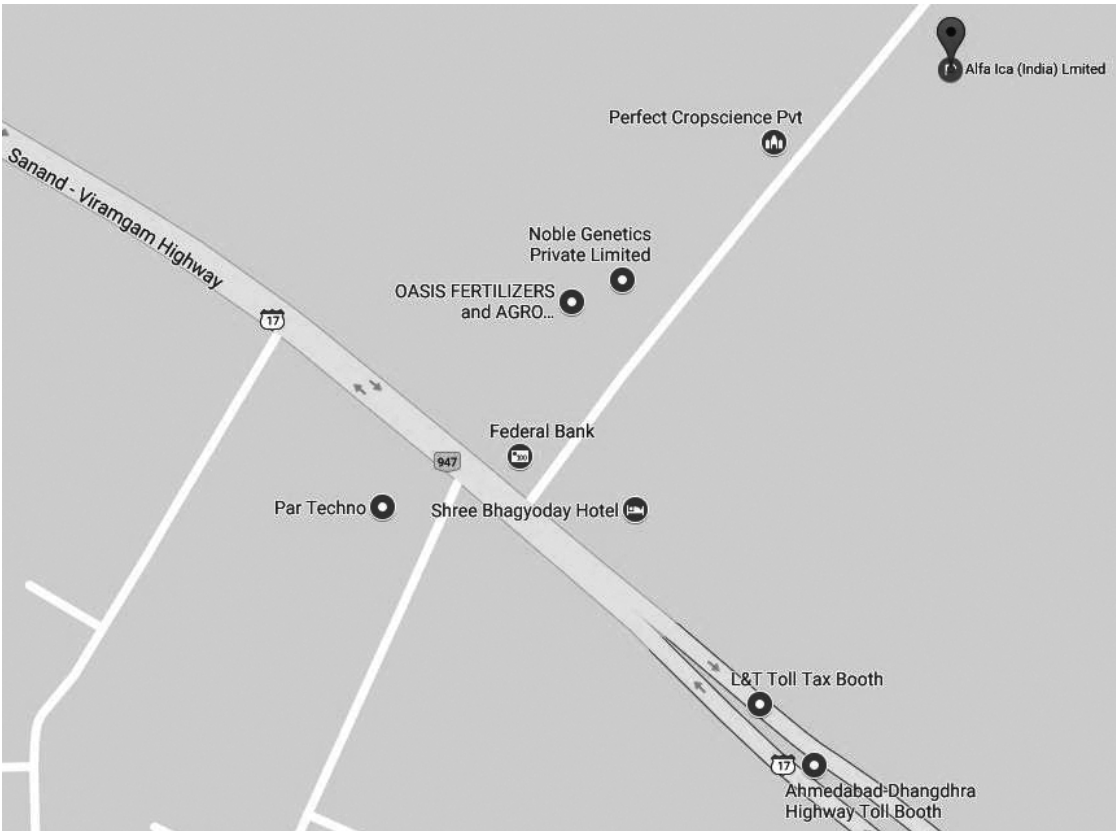 Alfa Ica (India) Lmited
Perfect Cropscience Pvt
Sanand - Viramgam Highway
Noble Genetics
Private Limited
OASIS FERTILIZERS
and AGRO...
17
Federal Bank
947
Par Techno
Shree Bhagyoday Hotel
L&T Toll Tax Booth
17
Ahmedabad-Dhangdhra
Highway Toll Booth